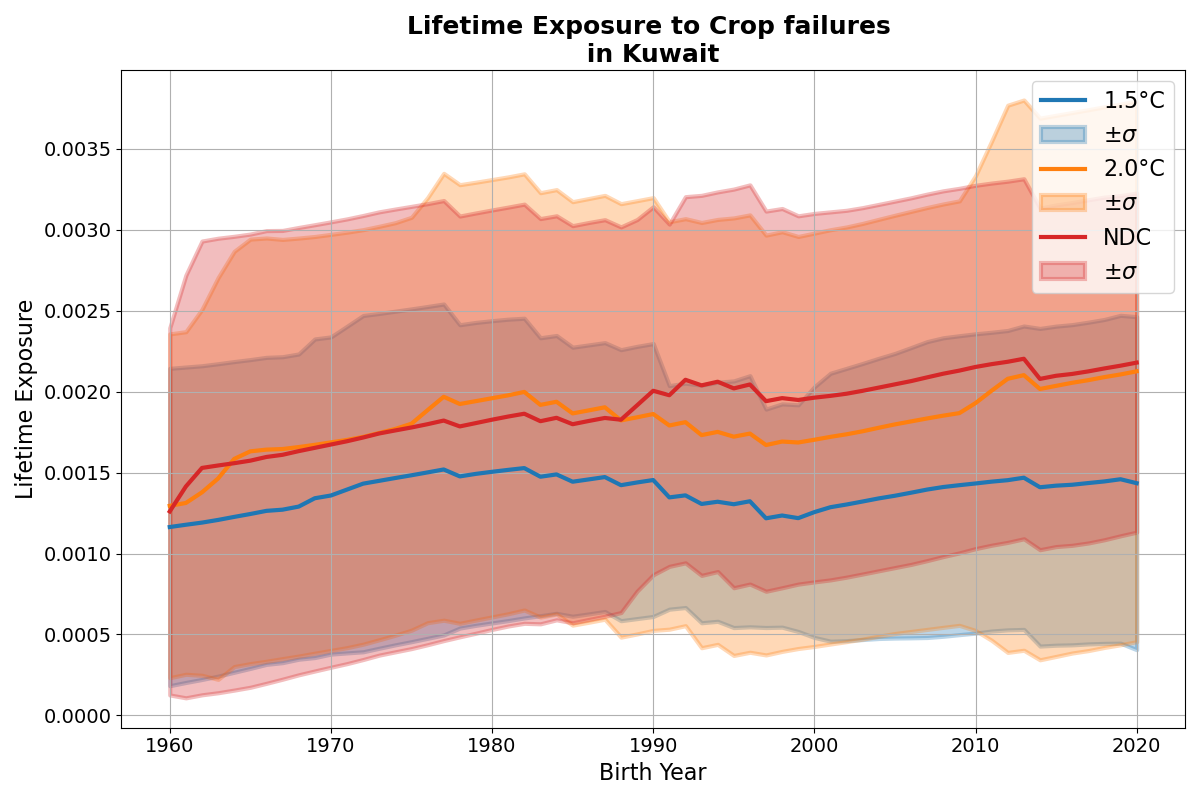 Lifetime Exposure to Crop failures
in Kuwait
Lifetime Exposure
0.0035
0.0030
0.0025
0.0020
0.0015
0.0010
0.0005
0.0000
1960
1970
1980
1990
2000
2010
2020
Birth Year
1.5°C
±σ
2.0°C
±σ
NDC
±σ